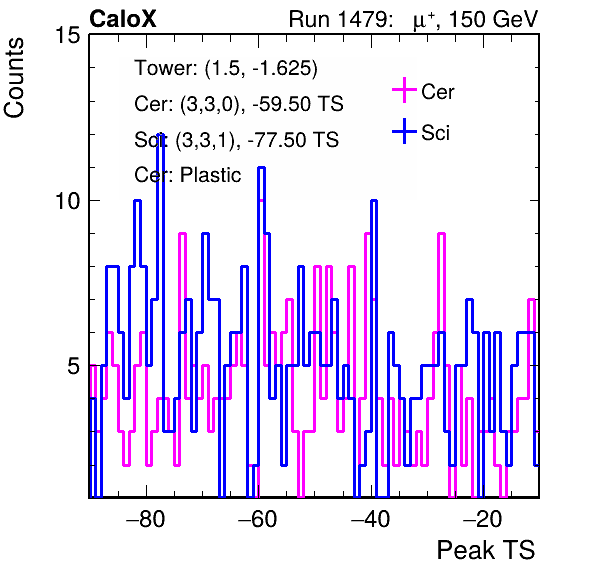 CaloX Run 1479: μ⁺, 150 GeV
Counts
15
10
5
Tower: (1.5, -1.625)
Cer: (3,3,0), -59.50 TS
Sci: (3,3,1), -77.50 TS
Cer: Plastic
Cer
Sci
−80 −60 −40 −20
Peak TS